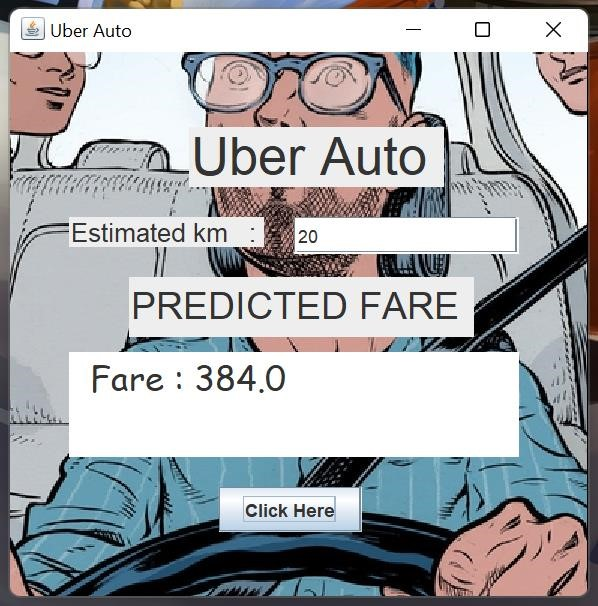 Uber Auto
Uber Auto
Estimated km :
20
PREDICTED FARE
Fare : 384.0
Click Here